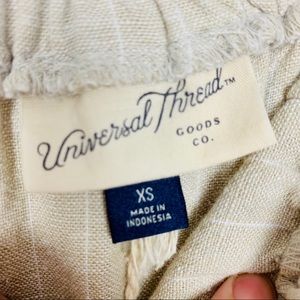 Universal Thread™
GOODS
CO.
XS
MADE IN
INDONESIA